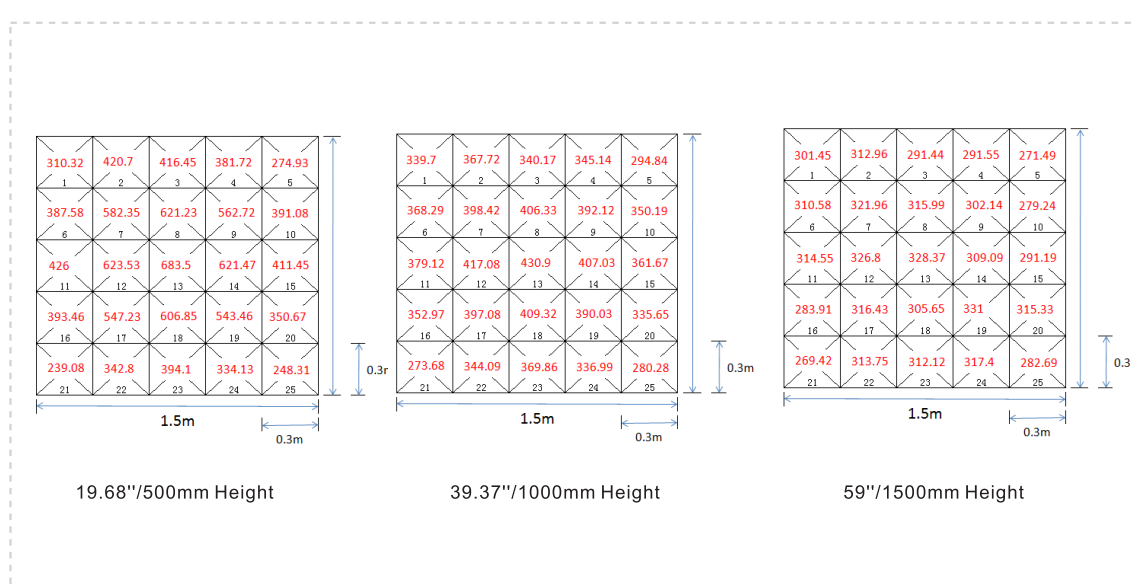 310.32 420.7 416.45 381.72 274.93
1 2 3 4 5
387.58 582.35 621.23 562.72 391.08
6 7 8 9 10
426 623.53 683.5 621.47 411.45
11 12 13 14 15
393.46 547.23 606.85 543.46 350.67
16 17 18 19 20
239.08 342.8 394.1 334.13 248.31
21 22 23 24 25
0.3m
1.5m
0.3m
19.68''/500mm Height
339.7 367.72 340.17 345.14 294.84
1 2 3 4 5
368.29 398.42 406.33 392.12 350.19
6 7 8 9 10
379.12 417.08 430.9 407.03 361.67
11 12 13 14 15
352.97 397.08 409.32 390.03 335.65
16 17 18 19 20
273.68 344.09 369.86 336.99 280.28
21 22 23 24 25
0.3m
1.5m
0.3m
39.37''/1000mm Height
301.45 312.96 291.44 291.55 271.49
1 2 3 4 5
310.58 321.96 315.99 302.14 279.24
6 7 8 9 10
314.55 326.8 328.37 309.09 291.19
11 12 13 14 15
283.91 316.43 305.65 331 315.33
16 17 18 19 20
269.42 313.75 312.12 317.4 282.69
21 22 23 24 25
0.3
1.5m
0.3m
59''/1500mm Height